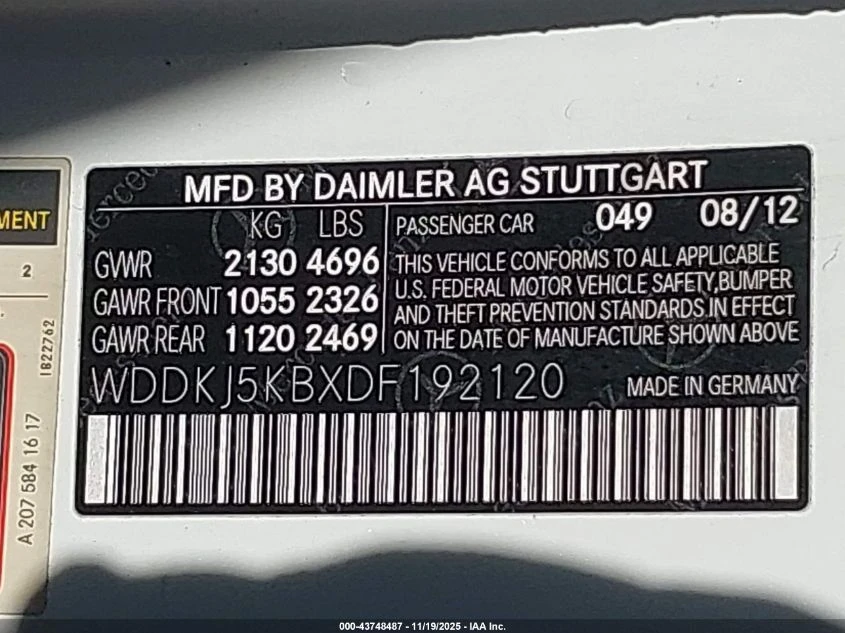 MENT
2
1B22762
A 207 584 16 17
MFD BY DAIMLER AG STUTTGART
KG LBS
GVWR 2130 4696
GAWR FRONT 1055 2326
GAWR REAR 1120 2469
PASSENGER CAR 049 08/12
THIS VEHICLE CONFORMS TO ALL APPLICABLE
U.S. FEDERAL MOTOR VEHICLE SAFETY,BUMPER
AND THEFT PREVENTION STANDARDS IN EFFECT
ON THE DATE OF MANUFACTURE SHOWN ABOVE
WDDKJ5KBXDF192120 MADE IN GERMANY
000-43748487 - 11/19/2025 - IAA Inc.